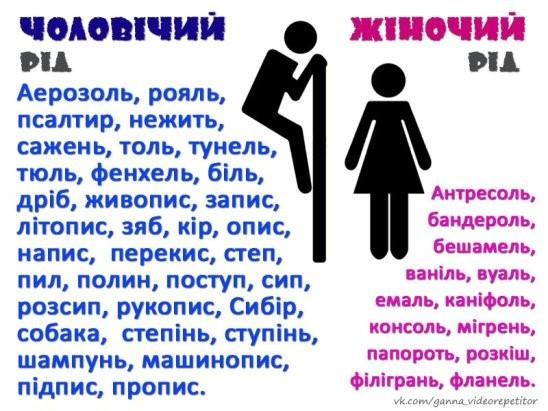 ЧОЛОВІЧИЙ
РІД
Аерозоль, рояль,
псалтир, нежить,
сажень, толь, тунель,
тюль, фенхель, біль,
дріб, живопис, запис,
літопис, зяб, кір, опис,
напис, перекис, степ,
пил, полин, поступ, сип,
розсип, рукопис, Сибір,
собака, степінь, ступінь,
шампунь, машинопис,
підпис, пропис.
ЖІНОЧИЙ
РІД
Антресоль,
бандероль,
бешамель,
ваніль, вуаль,
емаль, каніфоль,
консоль, мігрень,
папороть, розкіш,
філігрань, фланель.
vk.com/ganna_videorepetitor